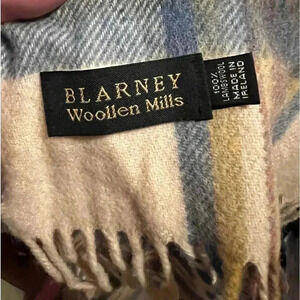 BLARNEY
Woollen Mills
100%
LAMBSWOOL
MADE IN
IRELAND